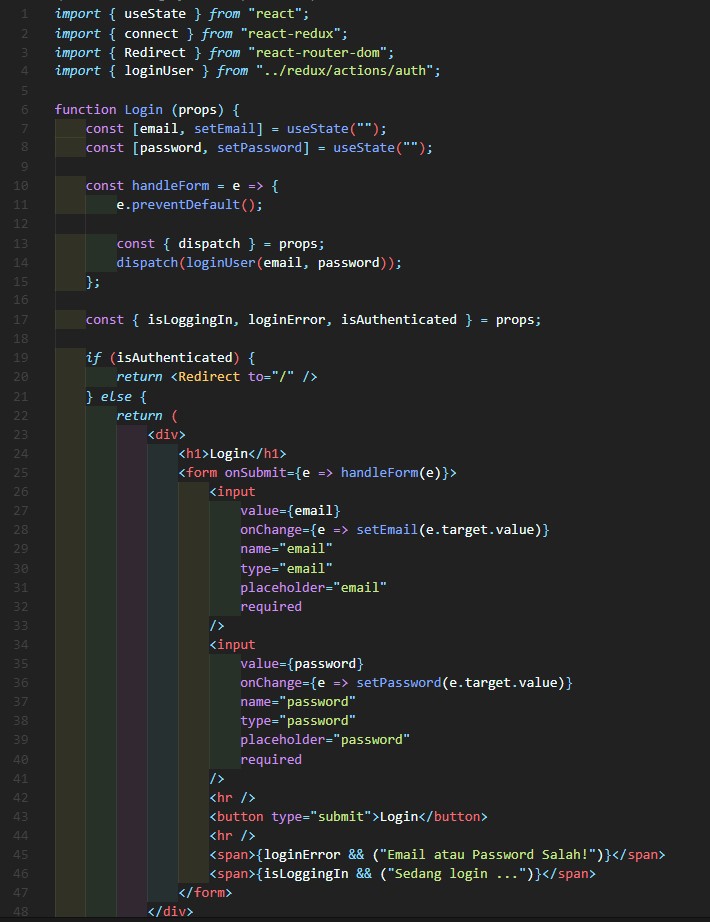 1 import { useState } from "react";
2 import { connect } from "react-redux";
3 import { Redirect } from "react-router-dom";
4 import { loginUser } from "../redux/actions/auth";
5
6 function Login (props) {
7     const [email, setEmail] = useState("");
8     const [password, setPassword] = useState("");
9
10     const handleForm = e => {
11         e.preventDefault();
12
13         const { dispatch } = props;
14         dispatch(loginUser(email, password));
15     };
16
17     const { isLoggingIn, loginError, isAuthenticated } = props;
18
19     if (isAuthenticated) {
20         return <Redirect to="/" />
21     } else {
22         return (
23             <div>
24                 <h1>Login</h1>
25                 <form onSubmit={e => handleForm(e)}>
26                     <input
27                         value={email}
28                         onChange={e => setEmail(e.target.value)}
29                         name="email"
30                         type="email"
31                         placeholder="email"
32                         required
33                     />
34                     <input
35                         value={password}
36                         onChange={e => setPassword(e.target.value)}
37                         name="password"
38                         type="password"
39                         placeholder="password"
40                         required
41                     />
42                     <hr />
43                     <button type="submit">Login</button>
44                     <hr />
45                     <span>{loginError && ("Email atau Password Salah!")}</span>
46                     <span>{isLoggingIn && ("Sedang login ...")}</span>
47                 </form>
48             </div>